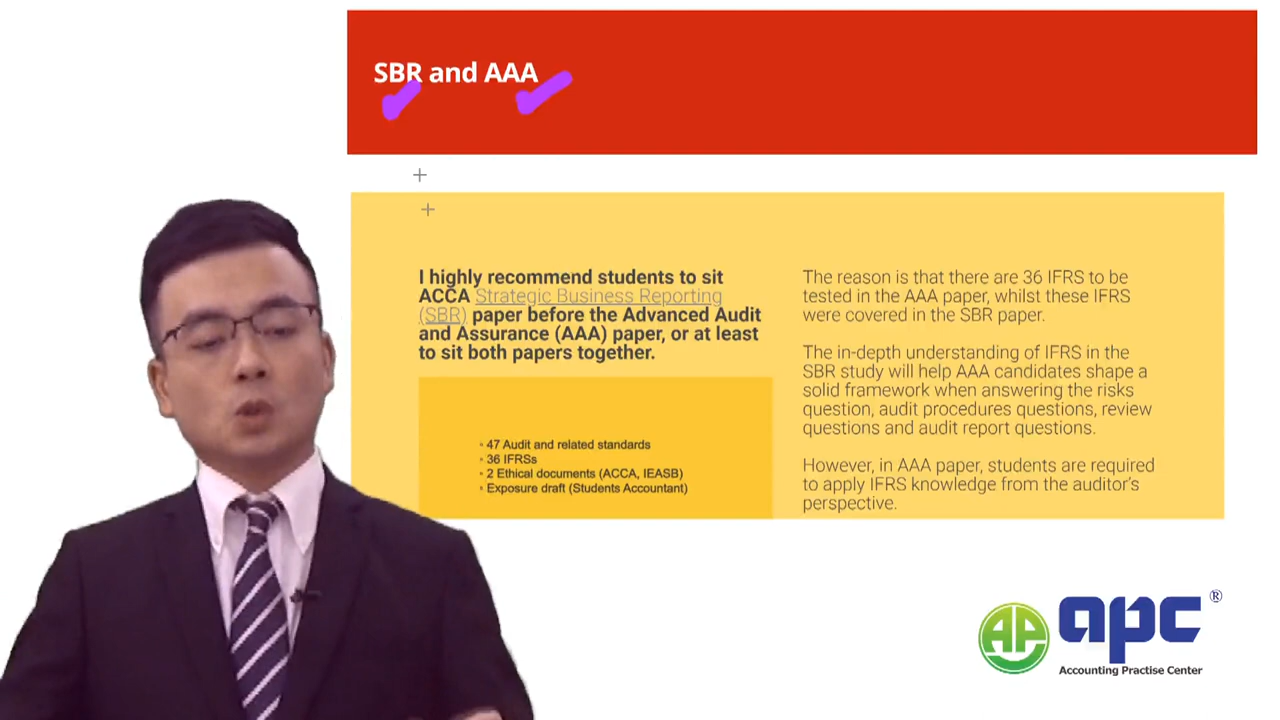 SBR and AAA
I highly recommend students to sit
ACCA Strategic Business Reporting
(SBR) paper before the Advanced Audit
and Assurance (AAA) paper, or at least
to sit both papers together.
• 47 Audit and related standards
• 36 IFRSs
• 2 Ethical documents (ACCA, IEASB)
• Exposure draft (Students Accountant)
The reason is that there are 36 IFRS to be
tested in the AAA paper, whilst these IFRS
were covered in the SBR paper.
The in-depth understanding of IFRS in the
SBR study will help AAA candidates shape a
solid framework when answering the risks
question, audit procedures questions, review
questions and audit report questions.
However, in AAA paper, students are required
to apply IFRS knowledge from the auditor's
perspective.
AP
apc®
Accounting Practise Center